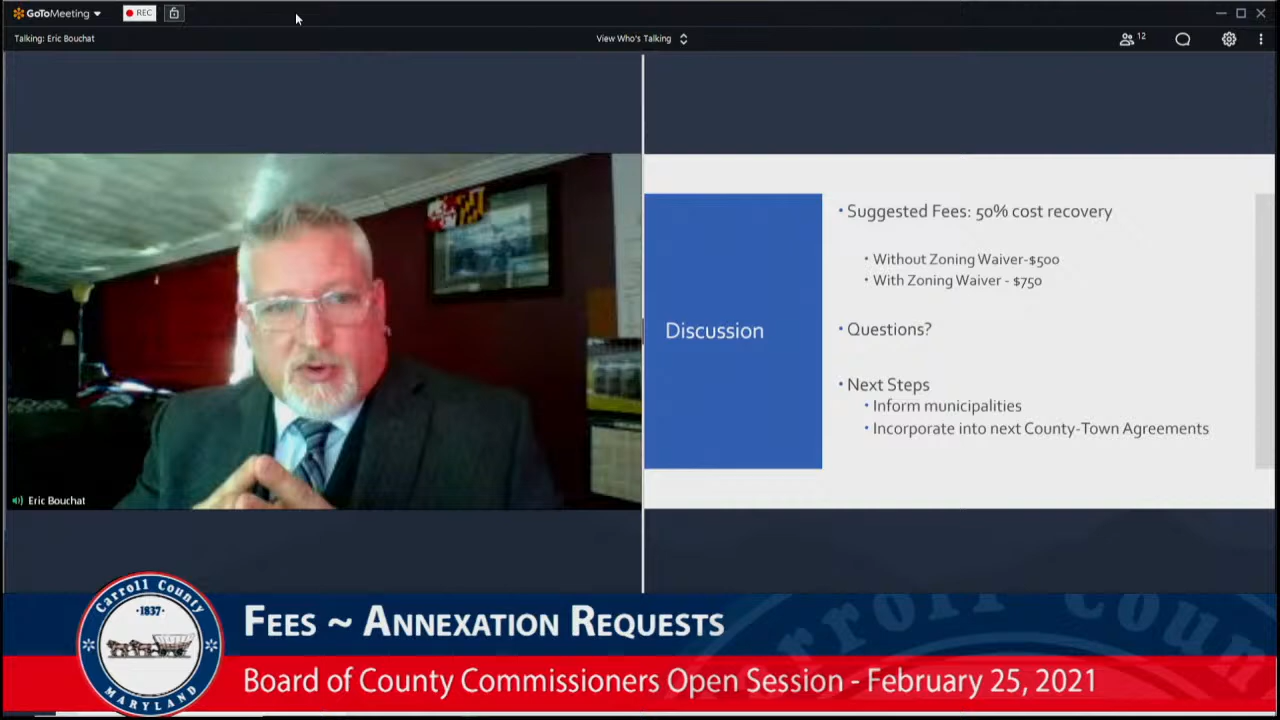 GoToMeeting
REC
Talking: Eric Bouchat
View Who's Talking
12
• Suggested Fees: 50% cost recovery
• Without Zoning Waiver-$500
• With Zoning Waiver - $750
Discussion
• Questions?
• Next Steps
• Inform municipalities
• Incorporate into next County-Town Agreements
Eric Bouchat
Carroll County
·1837·
MARYLAND
Fees ~ Annexation Requests
Board of County Commissioners Open Session - February 25, 2021
Carroll County